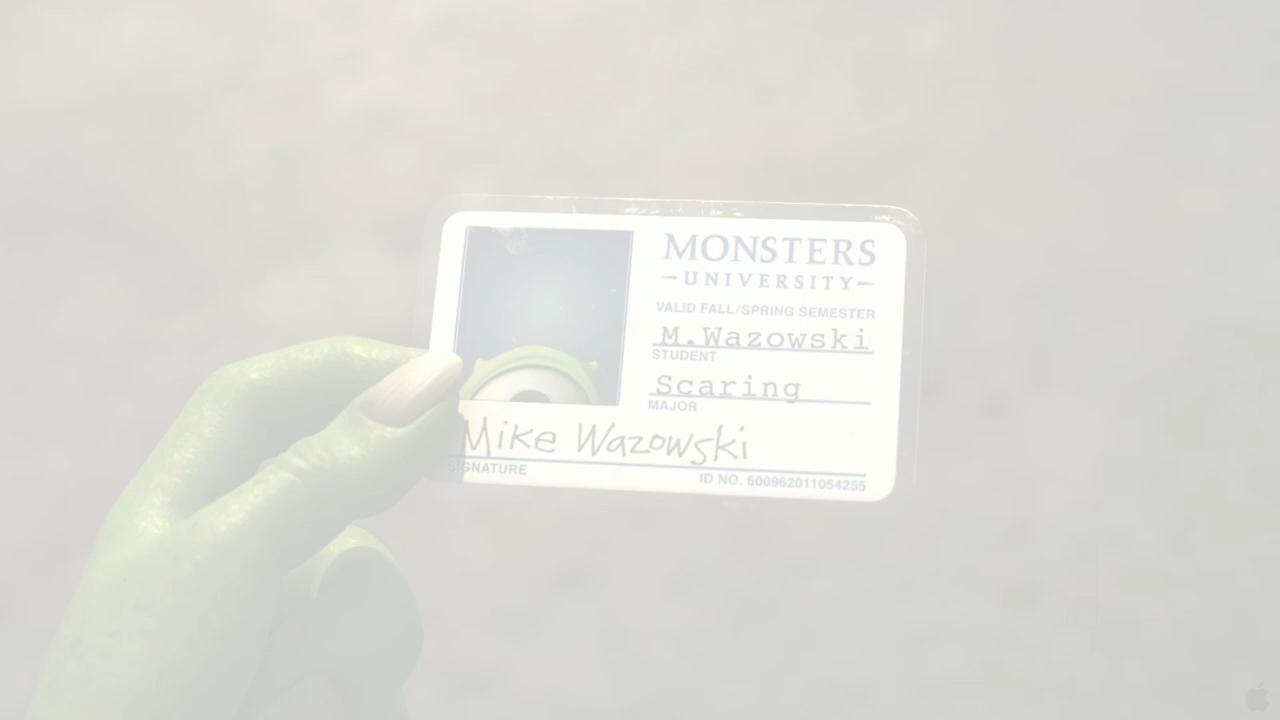 MONSTERS
UNIVERSITY
VALID FALL/SPRING SEMESTER
M.Wazowski
STUDENT
Scaring
MAJOR
Mike Wazowski
SIGNATURE
ID NO. 600962011054255